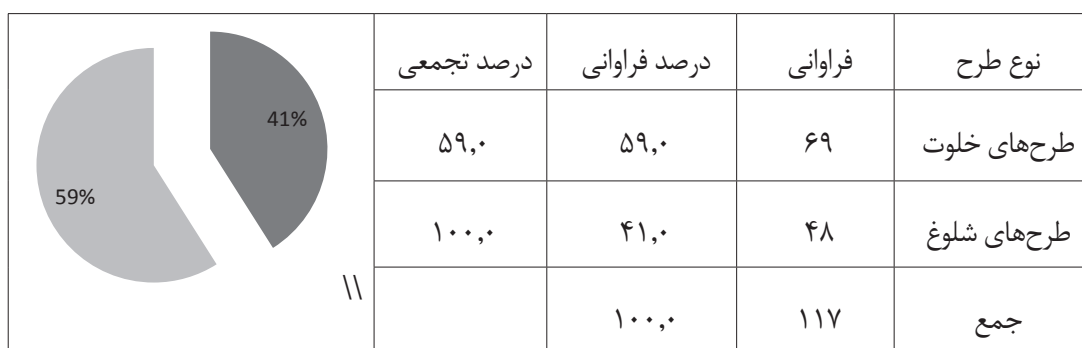 نوع طرح فراوانی درصد فراوانی درصد تجمعی
طرح‌های خلوت ۶۹ ۵۹,۰ ۵۹,۰
طرح‌های شلوغ ۴۸ ۴۱,۰ ۱۰۰,۰
جمع ۱۱۷ ۱۰۰,۰
41%
59%
\\